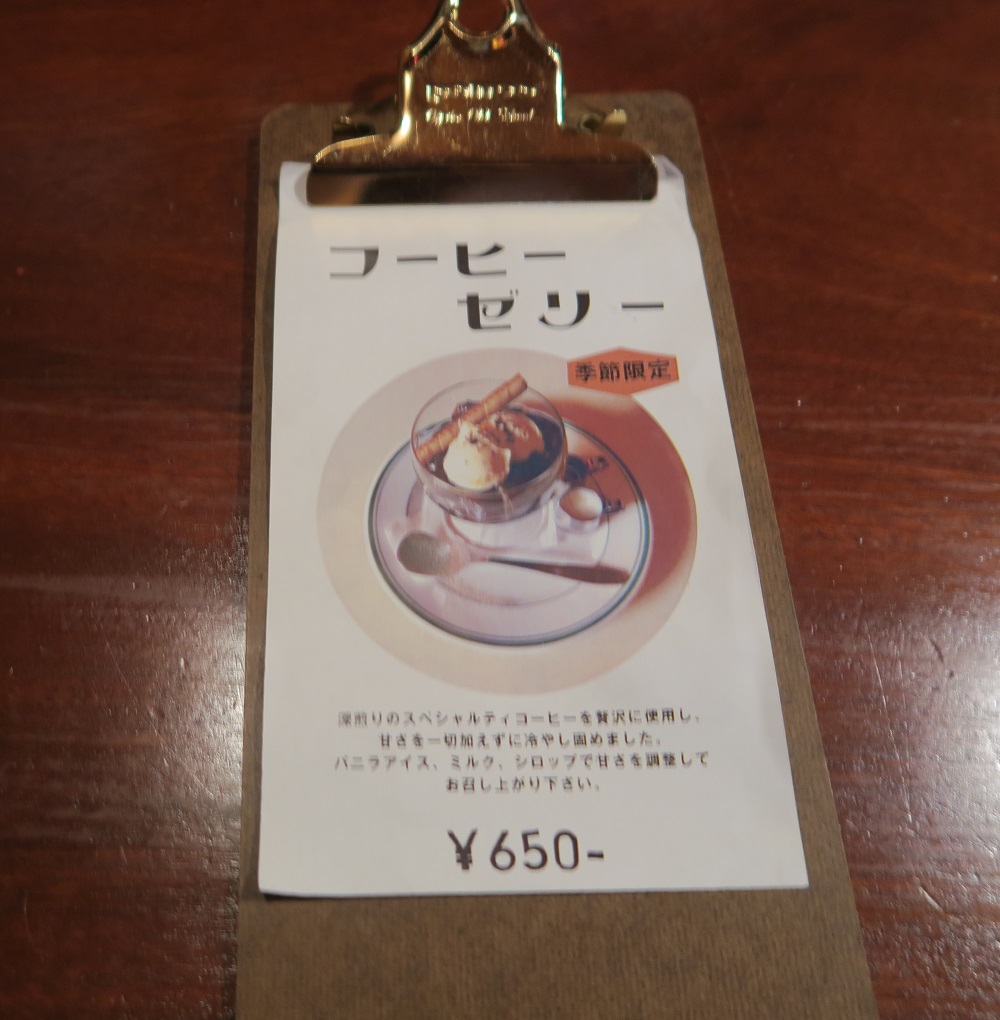 コーヒー
ゼリー
季節限定
深煎りのスペシャルティコーヒーを贅沢に使用し、
甘さを一切加えずに冷やし固めました。
バニラアイス、ミルク、シロップで甘さを調整して
お召し上がり下さい。
¥650-